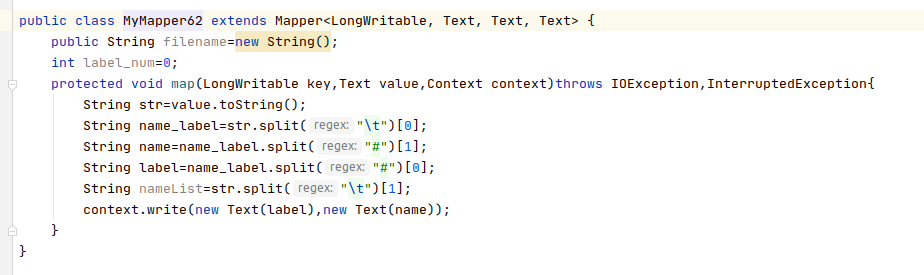 public class MyMapper62 extends Mapper<LongWritable, Text, Text, Text> {
    public String filename=new String();
    int label_num=0;
    protected void map(LongWritable key,Text value,Context context)throws IOException,InterruptedException{
        String str=value.toString();
        String name_label=str.split( regex: "\t")[0];
        String name=name_label.split( regex: "#")[1];
        String label=name_label.split( regex: "#")[0];
        String nameList=str.split( regex: "\t")[1];
        context.write(new Text(label),new Text(name));
    }
}